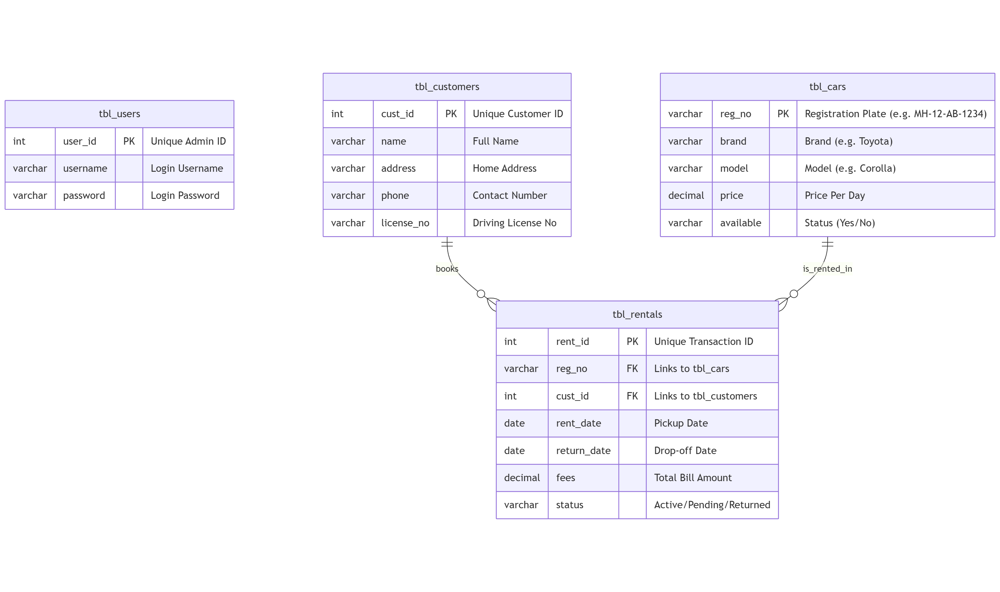 tbl_users
int user_id PK Unique Admin ID
varchar username Login Username
varchar password Login Password
tbl_customers
int cust_id PK Unique Customer ID
varchar name Full Name
varchar address Home Address
varchar phone Contact Number
varchar license_no Driving License No
tbl_cars
varchar reg_no PK Registration Plate (e.g. MH-12-AB-1234)
varchar brand Brand (e.g. Toyota)
varchar model Model (e.g. Corolla)
decimal price Price Per Day
varchar available Status (Yes/No)
books
is_rented_in
tbl_rentals
int rent_id PK Unique Transaction ID
varchar reg_no FK Links to tbl_cars
int cust_id FK Links to tbl_customers
date rent_date Pickup Date
date return_date Drop-off Date
decimal fees Total Bill Amount
varchar status Active/Pending/Returned